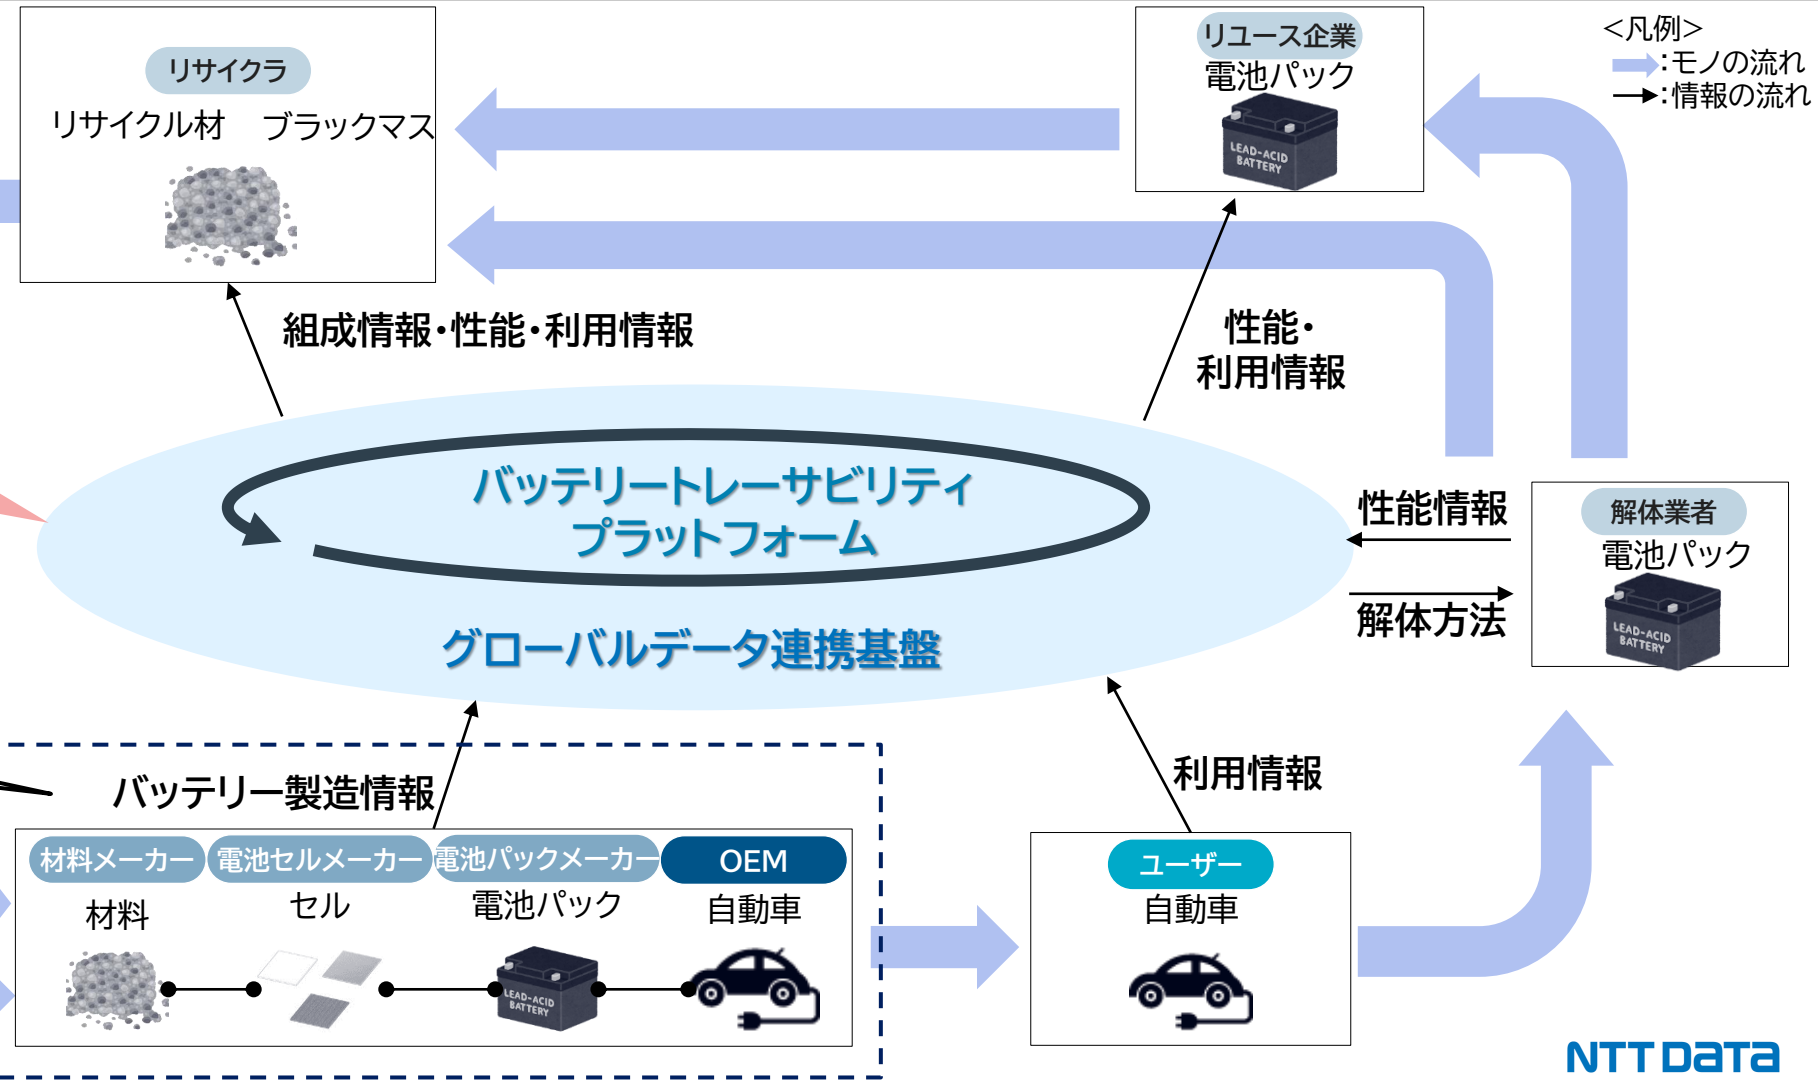 リサイクラ
リサイクル材 ブラックマス
リユース企業
電池パック
LEAD-ACID
BATTERY
<凡例>
:モノの流れ
:情報の流れ
組成情報・性能・利用情報
性能・
利用情報
バッテリートレーサビリティ
プラットフォーム
グローバルデータ連携基盤
性能情報
解体方法
解体業者
電池パック
LEAD-ACID
BATTERY
バッテリー製造情報
利用情報
材料メーカー 電池セルメーカー 電池パックメーカー OEM
材料 セル 電池パック 自動車
LEAD-ACID
BATTERY
ユーザー
自動車
NTT DATA